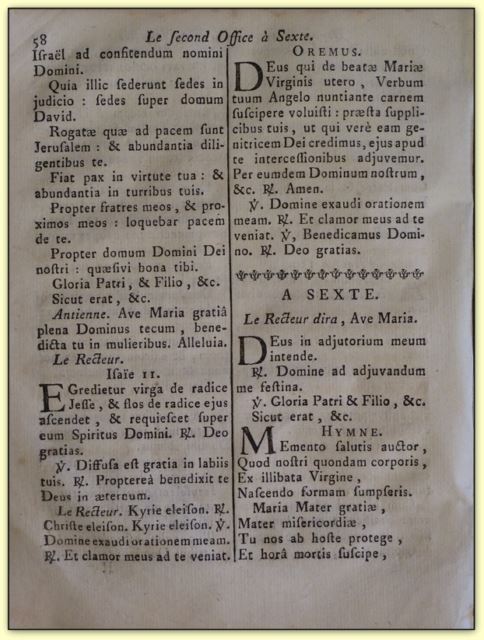 58
Le ſecond Office à Sexte.
Iſraël ad confitendum nomini
Domini.
Quia illic ſederunt ſedes in
judicio : ſedes ſuper domum
David.
Rogatæ quæ ad pacem ſunt
Jeruſalem : & abundantia dili-
gentibus te.
Fiat pax in virtute tua : &
abundantia in turribus tuis.
Propter fratres meos , & pro-
ximos meos : loquebar pacem
de te.
Propter domum Domini Dei
noſtri : quæſivi bona tibi.
Gloria Patri, & Filio , &c.
Sicut erat , &c.
Antienne. Ave Maria gratiâ
plena Dominus tecum , bene-
dicta tu in mulieribus. Alleluia.
Le Recteur.
Iſaïe 11.
EGredietur virga de radice
Jeſſe , & flos de radice ejus
aſcendet , & requieſcet ſuper
eum Spiritus Domini. ℟. Deo
gratias.
℣. Diffuſa eſt gratia in labiis
tuis. ℟. Proptereà benedixit te
Deus in æternum.
Le Recteur. Kyrie eleiſon. ℟.
Chriſte eleiſon. Kyrie eleiſon. ℣.
Domine exaudi orationem meam.
℟. Et clamor meus ad te veniat.
OREMUS.
DEus qui de beatæ Mariæ
Virginis utero , Verbum
tuum Angelo nuntiante carnem
ſuſcipere voluiſti : præſta ſuppli-
cibus tuis , ut qui verè eam ge-
nitricem Dei credimus, ejus apud
te interceſſionibus adjuvemur.
Per eumdem Dominum noſtrum ,
&c. ℟. Amen.
℣. Domine exaudi orationem
meam. ℟. Et clamor meus ad te
veniat. ℣, Benedicamus Domi-
no. ℟. Deo gratias.
A SEXTE.
Le Recteur dira , Ave Maria.
DEus in adjutorium meum
intende.
℟. Domine ad adjuvandum
me feſtina.
℣. Gloria Patri & Filio , &c.
Sicut erat , &c.
HYMNE.
MEmento ſalutis auctor ,
Quod noſtri quondam corporis ,
Ex illibata Virgine ,
Naſcendo formam ſumpſeris.
Maria Mater gratiæ ,
Mater miſericordiæ ,
Tu nos ab hoſte protege ,
Et horâ mortis ſuſcipe ,